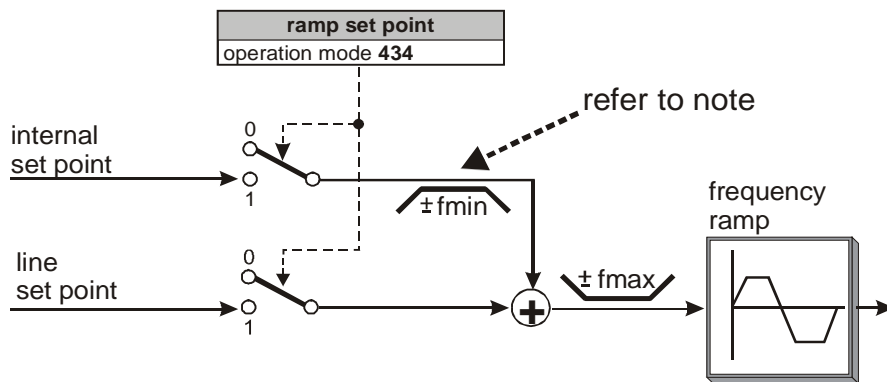 ramp set point
operation mode 434
refer to note
internal
set point
0
1
± fmin
frequency
ramp
line
set point
0
1
± fmax
+